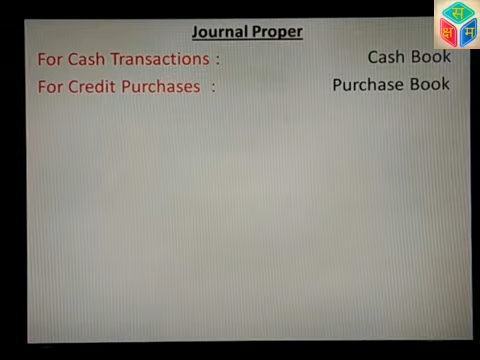 Journal Proper
For Cash Transactions : Cash Book
For Credit Purchases : Purchase Book
स
क्ष म